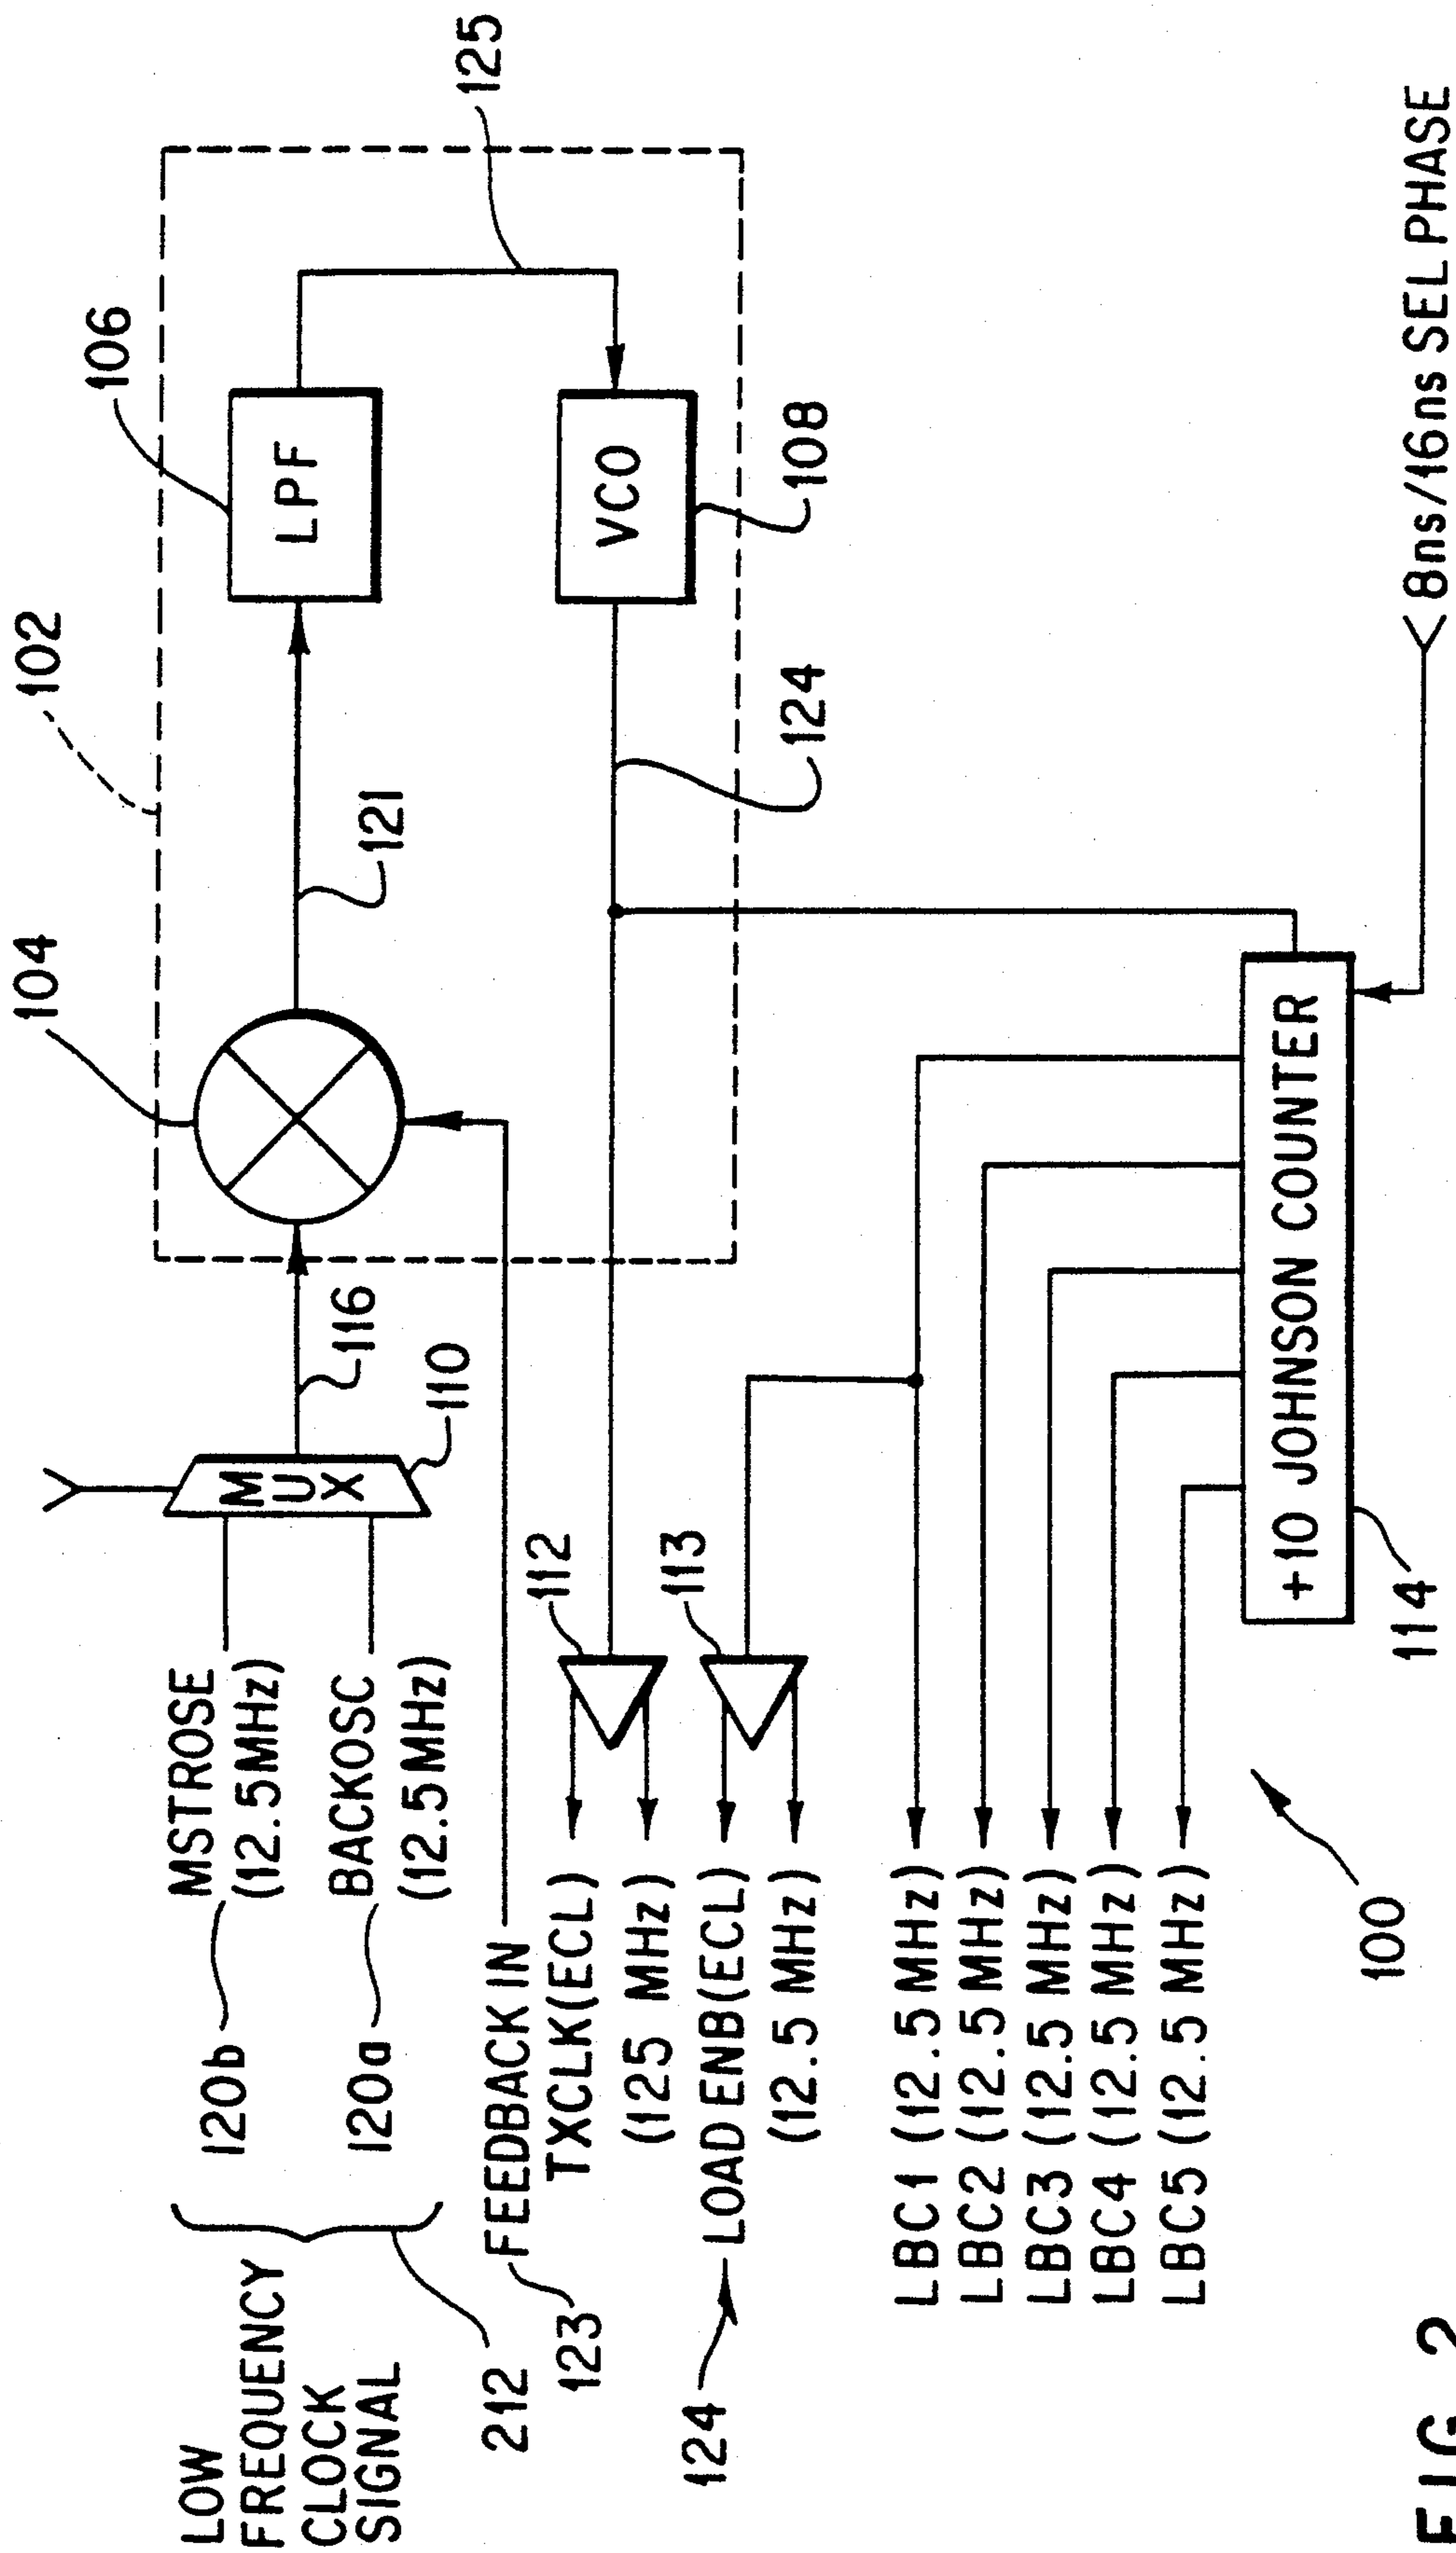 102
104
106
LPF
125
121
VCO
108
124
116
MUX
110
LOW
FREQUENCY
CLOCK
SIGNAL
212
120b
MSTROSE
(12.5MHz)
120a
BACKOSC
(12.5MHz)
123
FEEDBACK IN
TXCLK(ECL)
(125 MHz)
112
124
LOAD ENB(ECL)
(12.5 MHz)
113
LBC1 (12.5 MHz)
LBC2 (12.5 MHz)
LBC3 (12.5 MHz)
LBC4 (12.5 MHz)
LBC5 (12.5 MHz)
+10 JOHNSON COUNTER
114
100
8ns/16ns SEL PHASE
FIG 2